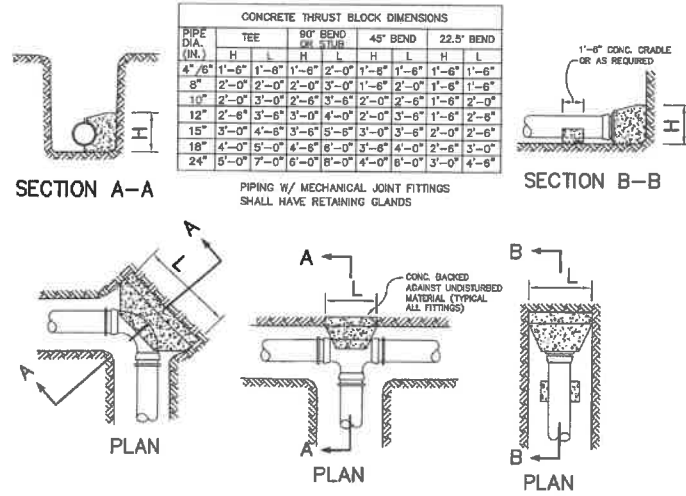 CONCRETE THRUST BLOCK DIMENSIONS
PIPE DIA. (IN.) TEE 90° BEND OR STUB 45° BEND 22.5° BEND
H L H L H L H L
4"/6" 1'-6" 1'-6" 1'-6" 2'-0" 1'-6" 1'-6" 1'-6" 1'-6"
8" 2'-0" 2'-0" 2'-0" 3'-0" 1'-6" 2'-0" 1'-6" 1'-6"
10" 2'-0" 3'-0" 2'-6" 3'-6" 2'-0" 2'-6" 1'-6" 2'-0"
12" 2'-6" 3'-6" 3'-0" 4'-0" 2'-0" 3'-6" 1'-6" 2'-6"
15" 3'-0" 4'-6" 3'-6" 5'-6" 3'-0" 3'-6" 2'-0" 2'-6"
18" 4'-0" 5'-0" 4'-6" 6'-0" 3'-6" 4'-0" 2'-6" 3'-0"
24" 5'-0" 7'-0" 6'-0" 8'-0" 4'-0" 6'-0" 3'-0" 4'-6"
PIPING W/ MECHANICAL JOINT FITTINGS
SHALL HAVE RETAINING GLANDS
H
SECTION A-A
1'-6" CONC. CRADLE
OR AS REQUIRED
H
SECTION B-B
A
L
A
PLAN
A
L
CONC. BACKED
AGAINST UNDISTURBED
MATERIAL (TYPICAL
ALL FITTINGS)
A
PLAN
B
L
B
PLAN